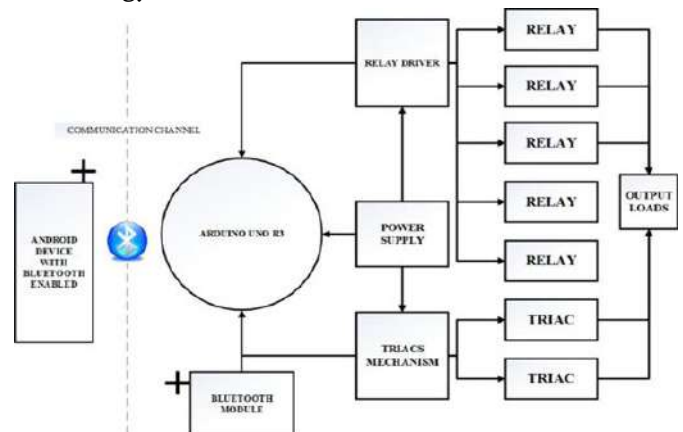 RELAY
RELAY DRIVER
RELAY
COMMUNICATION CHANNEL
RELAY
ANDROID
DEVICE
WITH
BLUETOOTH
ENABLED
ARDUINO UNO R3
POWER
SUPPLY
RELAY
OUTPUT
LOADS
RELAY
TRIACS
MECHANISM
TRIAC
TRIAC
BLUETOOTH
MODULE